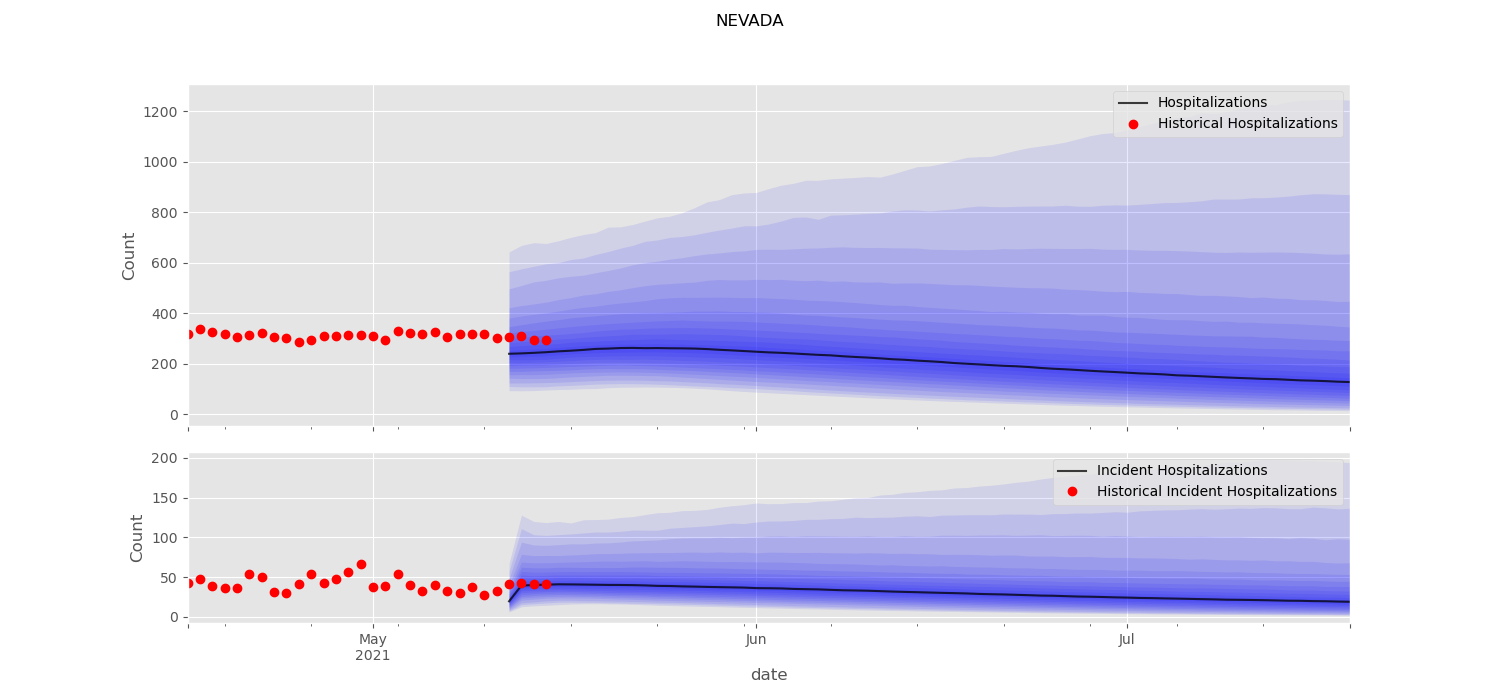 NEVADA
1200
1000
800
600
400
200
0
Count
Hospitalizations
Historical Hospitalizations
200
150
100
50
0
Count
Incident Hospitalizations
Historical Incident Hospitalizations
May
2021
Jun
Jul
date